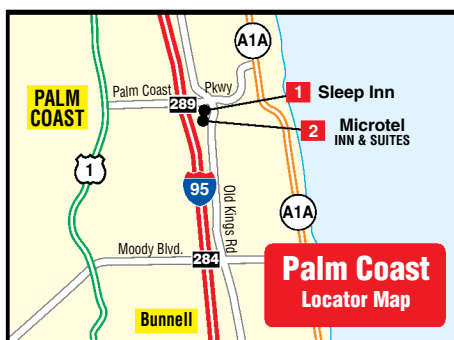 A1A
Palm Coast
Pkwy
1 Sleep Inn
PALM
COAST
289
2 Microtel
INN & SUITES
1
95
Old Kings Rd
A1A
Moody Blvd.
284
Palm Coast
Locator Map
Bunnell